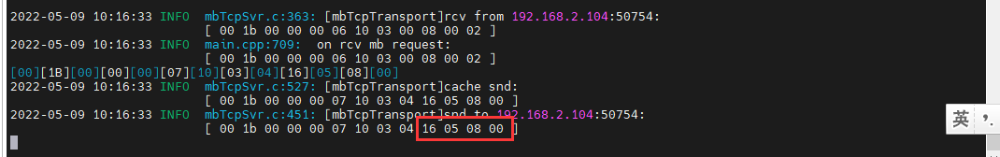 2022-05-09 10:16:33 INFO  mbTcpSvr.c:363: [mbTcpTransport]rcv from 192.168.2.104:50754:
[ 00 1b 00 00 00 06 10 03 00 08 00 02 ]
2022-05-09 10:16:33 INFO  main.cpp:709:  on rcv mb request:
[ 00 1b 00 00 00 06 10 03 00 08 00 02 ]
[00][1B][00][00][00][07][10][03][04][16][05][08][00]
2022-05-09 10:16:33 INFO  mbTcpSvr.c:527: [mbTcpTransport]cache snd:
[ 00 1b 00 00 00 07 10 03 04 16 05 08 00 ]
2022-05-09 10:16:33 INFO  mbTcpSvr.c:451: [mbTcpTransport]snd to 192.168.2.104:50754:
[ 00 1b 00 00 00 07 10 03 04 16 05 08 00 ]
英 ’,